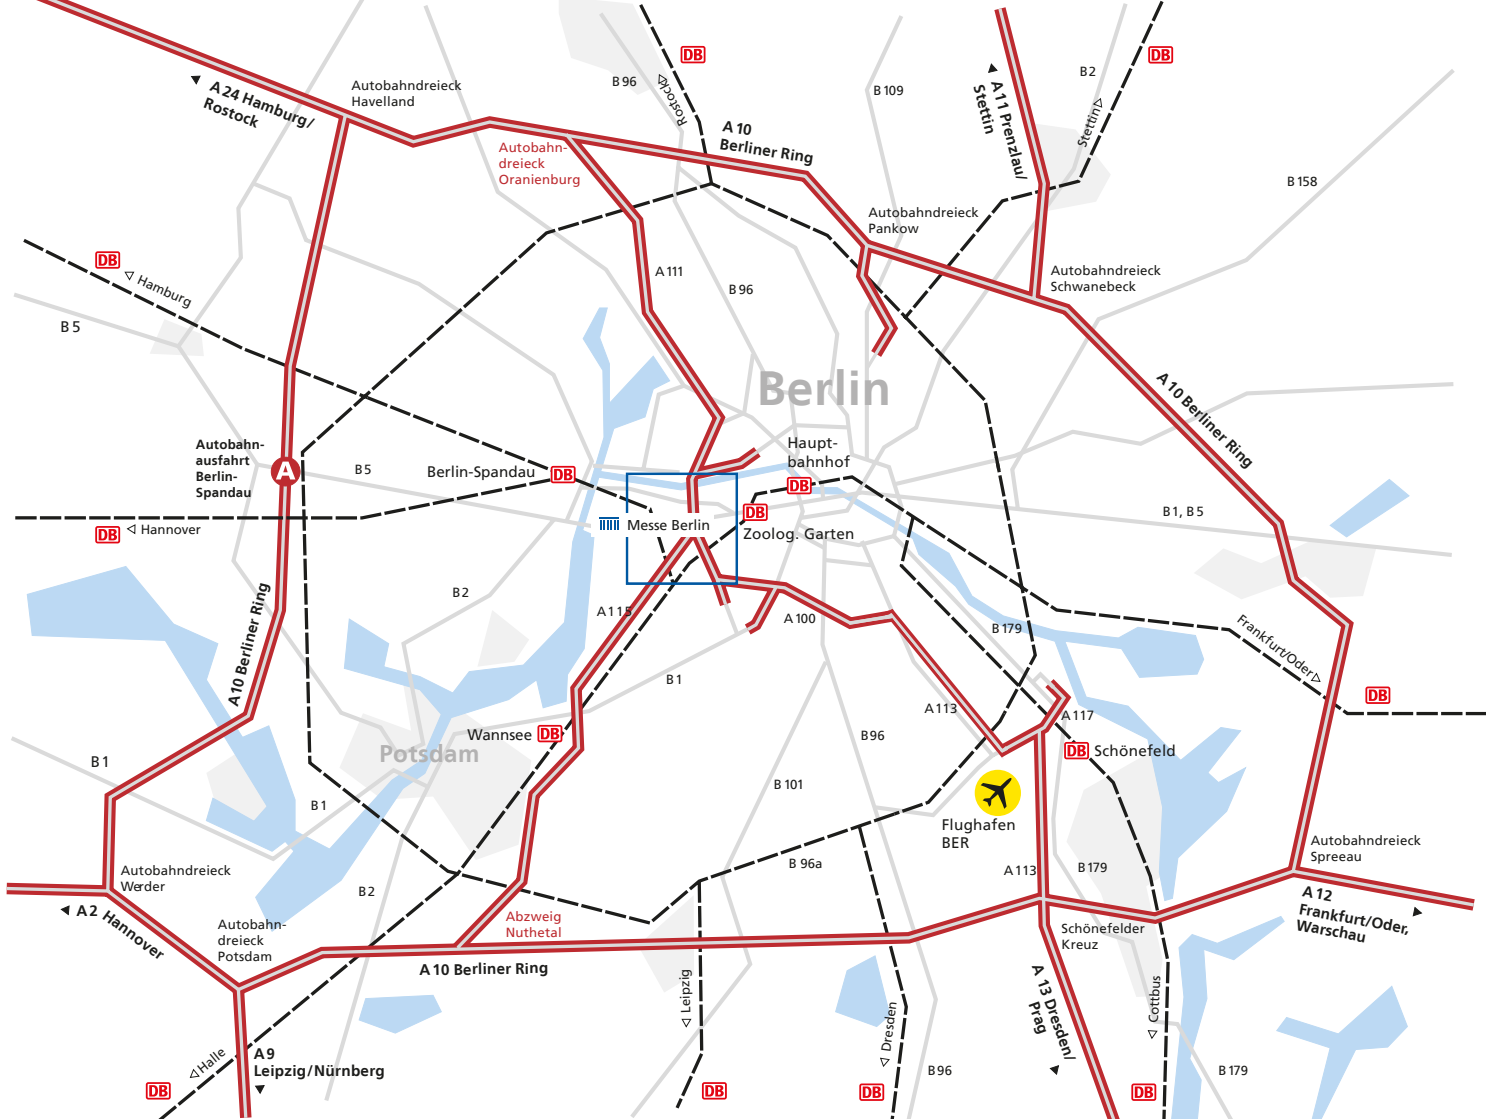 DB
DB
A 24 Hamburg/
Rostock
Autobahndreieck
Havelland
B 96
Rostock
B 109
A 11 Prenzlau/
Stettin
B 2
Stettin
A 10
Berliner Ring
Autobahn-
dreieck
Oranienburg
B 158
Autobahndreieck
Pankow
DB
Hamburg
A 111
B 96
Autobahndreieck
Schwanebeck
B 5
Berlin
A 10 Berliner Ring
Autobahn-
ausfahrt
Berlin-
Spandau
A
B 5
Berlin-Spandau
DB
Haupt-
bahnhof
DB
DB
Hannover
Messe Berlin
DB
Zoolog. Garten
B 1, B 5
A 10 Berliner Ring
B 2
A 115
A 100
B 179
Frankfurt/Oder
DB
B 1
A 113
A 117
Wannsee
DB
B 96
DB
Schönefeld
Potsdam
B 1
B 1
B 101
Flughafen
BER
Autobahndreieck
Werder
B 2
B 96a
A 113
B 179
Autobahndreieck
Spreeau
A 2 Hannover
Autobahn-
dreieck
Potsdam
Abzweig
Nuthetal
A 12
Frankfurt/Oder,
Warschau
Schönefelder
Kreuz
A 10 Berliner Ring
Leipzig
Dresden
A 13 Dresden/
Prag
Cottbus
Halle
A 9
Leipzig/Nürnberg
B 96
B 179
DB
DB
DB
DB